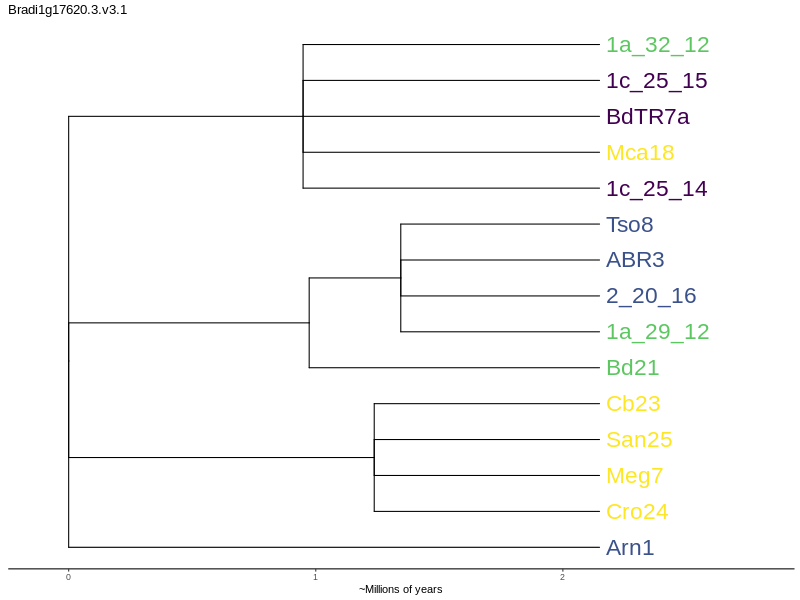 Bradi1g17620.3.v3.1
1a_32_12
1c_25_15
BdTR7a
Mca18
1c_25_14
Tso8
ABR3
2_20_16
1a_29_12
Bd21
Cb23
San25
Meg7
Cro24
Arn1
0 1 2
~Millions of years